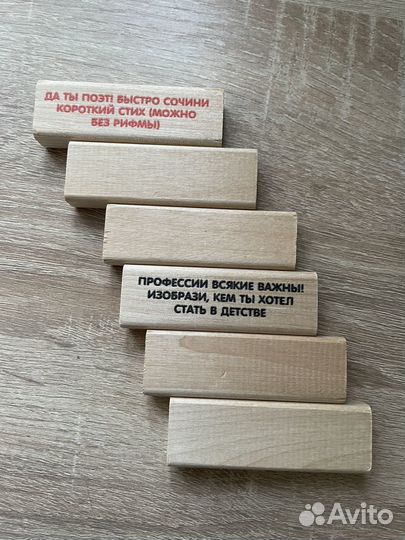 ДА ТЫ ПОЭТ! БЫСТРО СОЧИНИ
КОРОТКИЙ СТИХ (МОЖНО
БЕЗ РИФМЫ)
ПРОФЕССИИ ВСЯКИЕ ВАЖНЫ!
ИЗОБРАЗИ, КЕМ ТЫ ХОТЕЛ
СТАТЬ В ДЕТСТВЕ
Avito